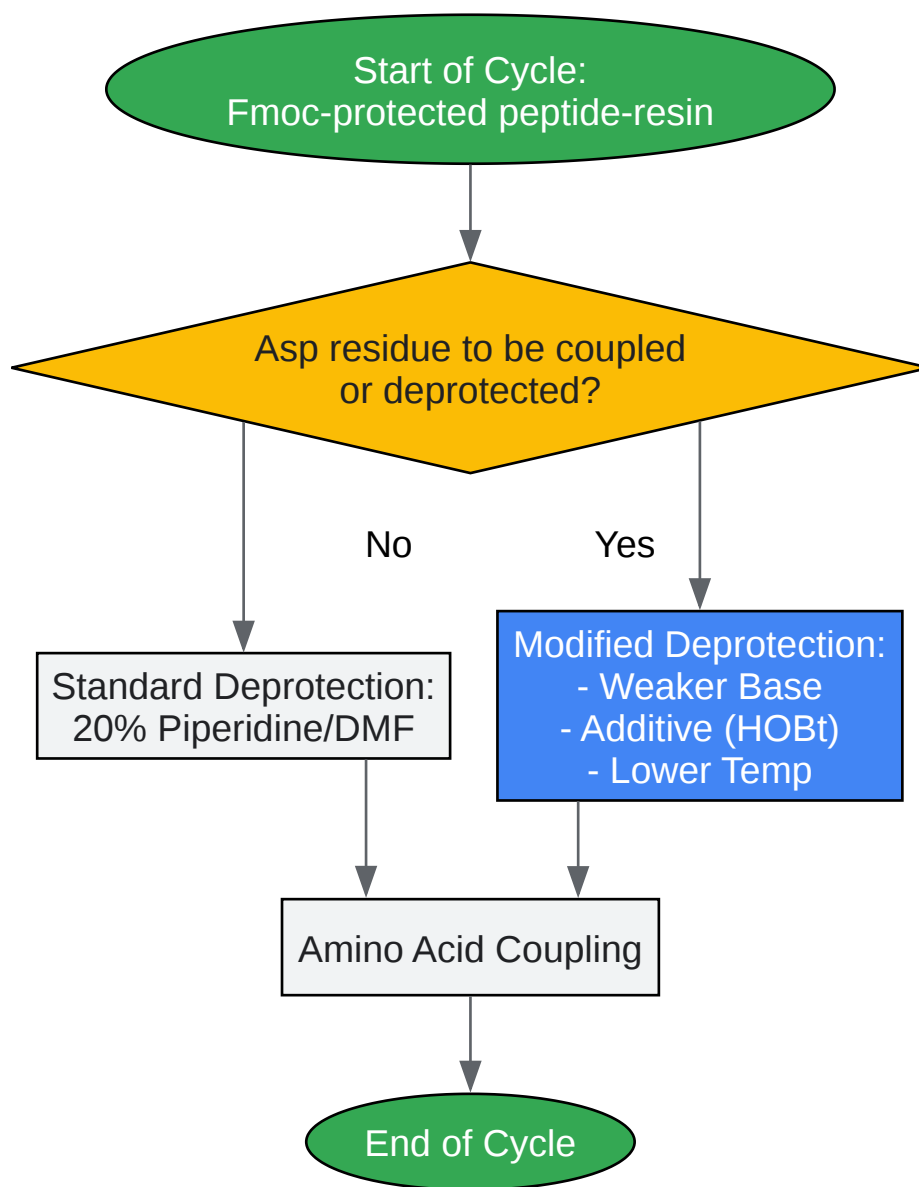 Start of Cycle:
Fmoc-protected peptide-resin
Asp residue to be coupled
or deprotected?
No
Yes
Standard Deprotection:
20% Piperidine/DMF
Modified Deprotection:
- Weaker Base
- Additive (HOBt)
- Lower Temp
Amino Acid Coupling
End of Cycle